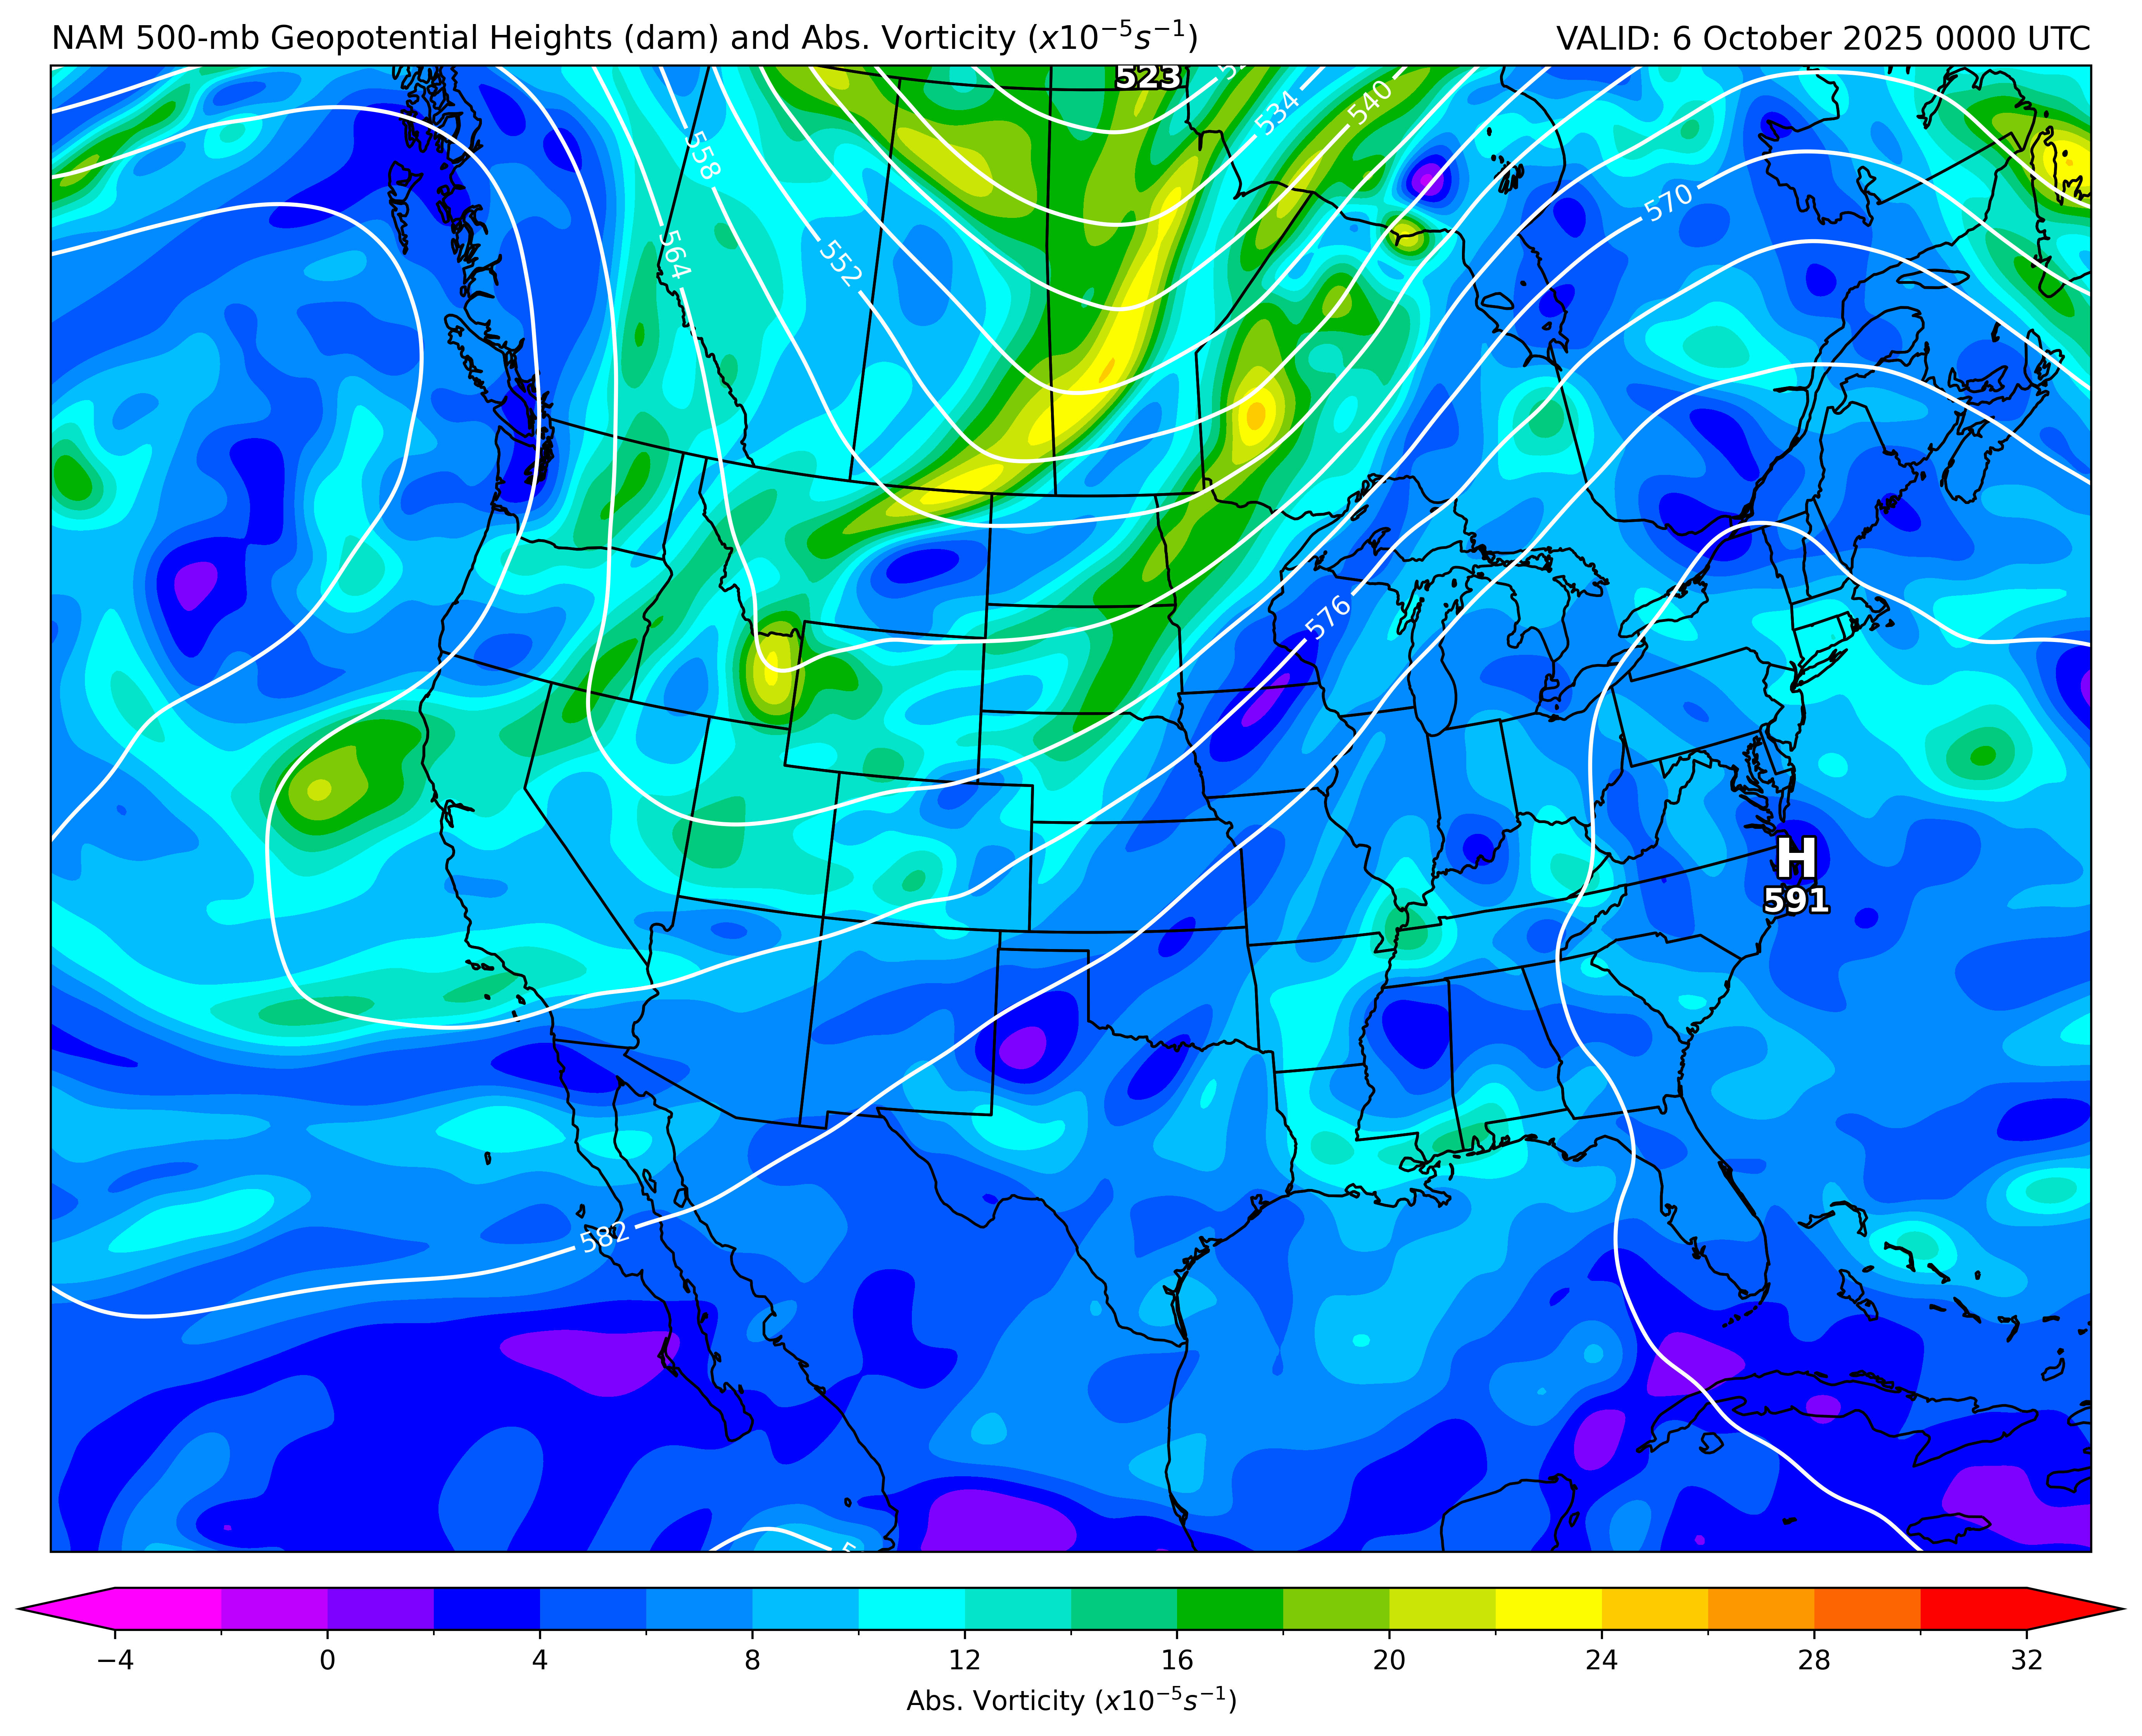 NAM 500-mb Geopotential Heights (dam) and Abs. Vorticity (x10⁻⁵s⁻¹)
VALID: 6 October 2025 0000 UTC
523
534
540
558
552
564
570
576
H
591
582
−4 0 4 8 12 16 20 24 28 32
Abs. Vorticity (x10⁻⁵s⁻¹)